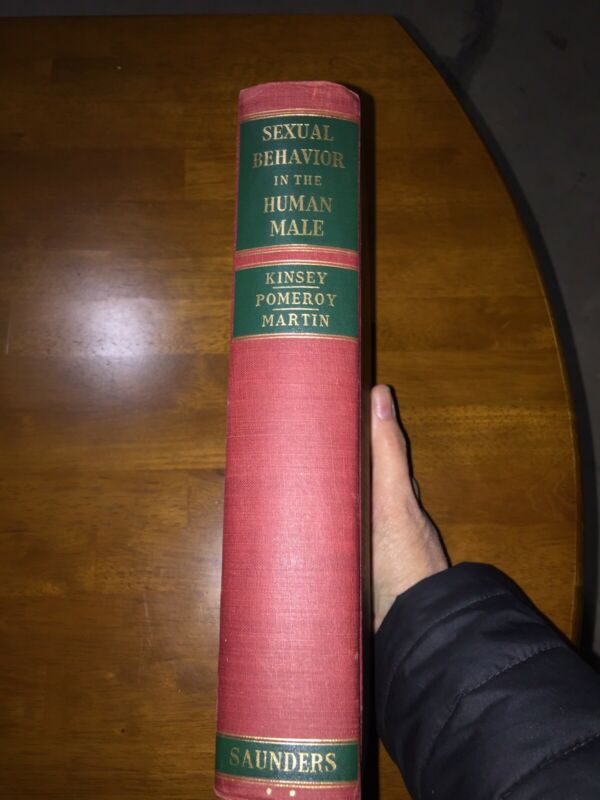 SEXUAL
BEHAVIOR
IN THE
HUMAN
MALE
KINSEY
POMEROY
MARTIN
SAUNDERS